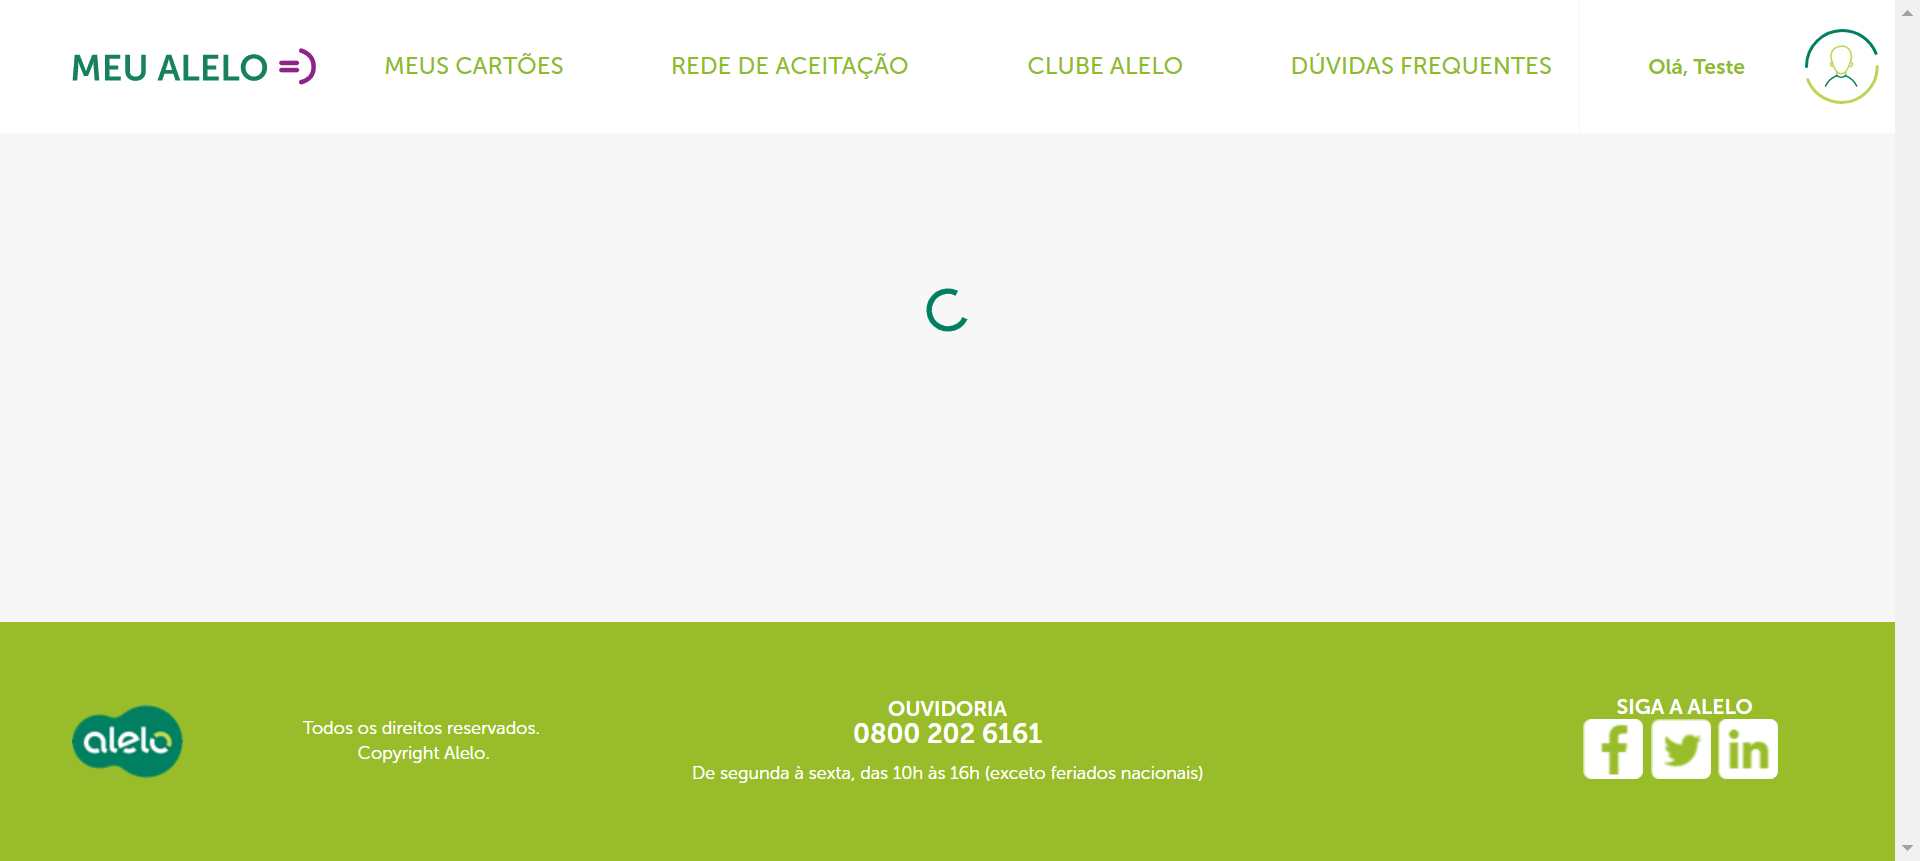 MEU ALELO =)
MEUS CARTÕES
REDE DE ACEITAÇÃO
CLUBE ALELO
DÚVIDAS FREQUENTES
Olá, Teste
alelo
Todos os direitos reservados.
Copyright Alelo.
OUVIDORIA
0800 202 6161
De segunda à sexta, das 10h às 16h (exceto feriados nacionais)
SIGA A ALELO